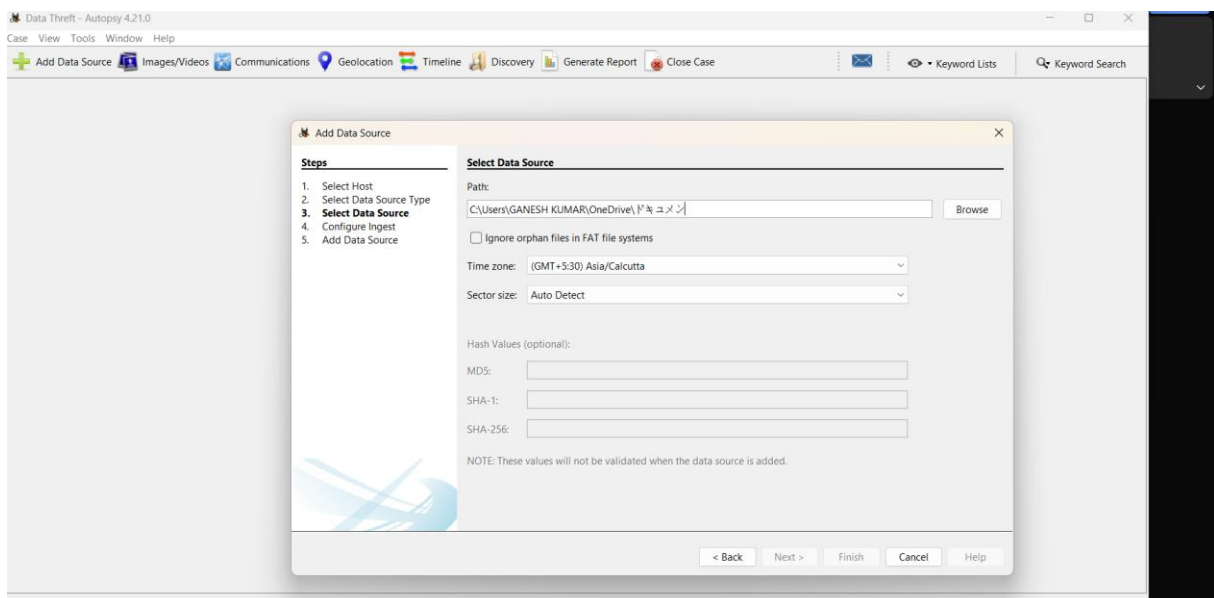 Data Threft - Autopsy 4.21.0
Case View Tools Window Help
Add Data Source Images/Videos Communications Geolocation Timeline Discovery Generate Report Close Case Keyword Lists Keyword Search
Add Data Source
Steps
1. Select Host
2. Select Data Source Type
3. Select Data Source
4. Configure Ingest
5. Add Data Source
Select Data Source
Path:
C:\Users\GANESH KUMAR\OneDrive\ドキュメン
Browse
Ignore orphan files in FAT file systems
Time zone: (GMT+5:30) Asia/Calcutta
Sector size: Auto Detect
Hash Values (optional):
MD5:
SHA-1:
SHA-256:
NOTE: These values will not be validated when the data source is added.
< Back Next > Finish Cancel Help